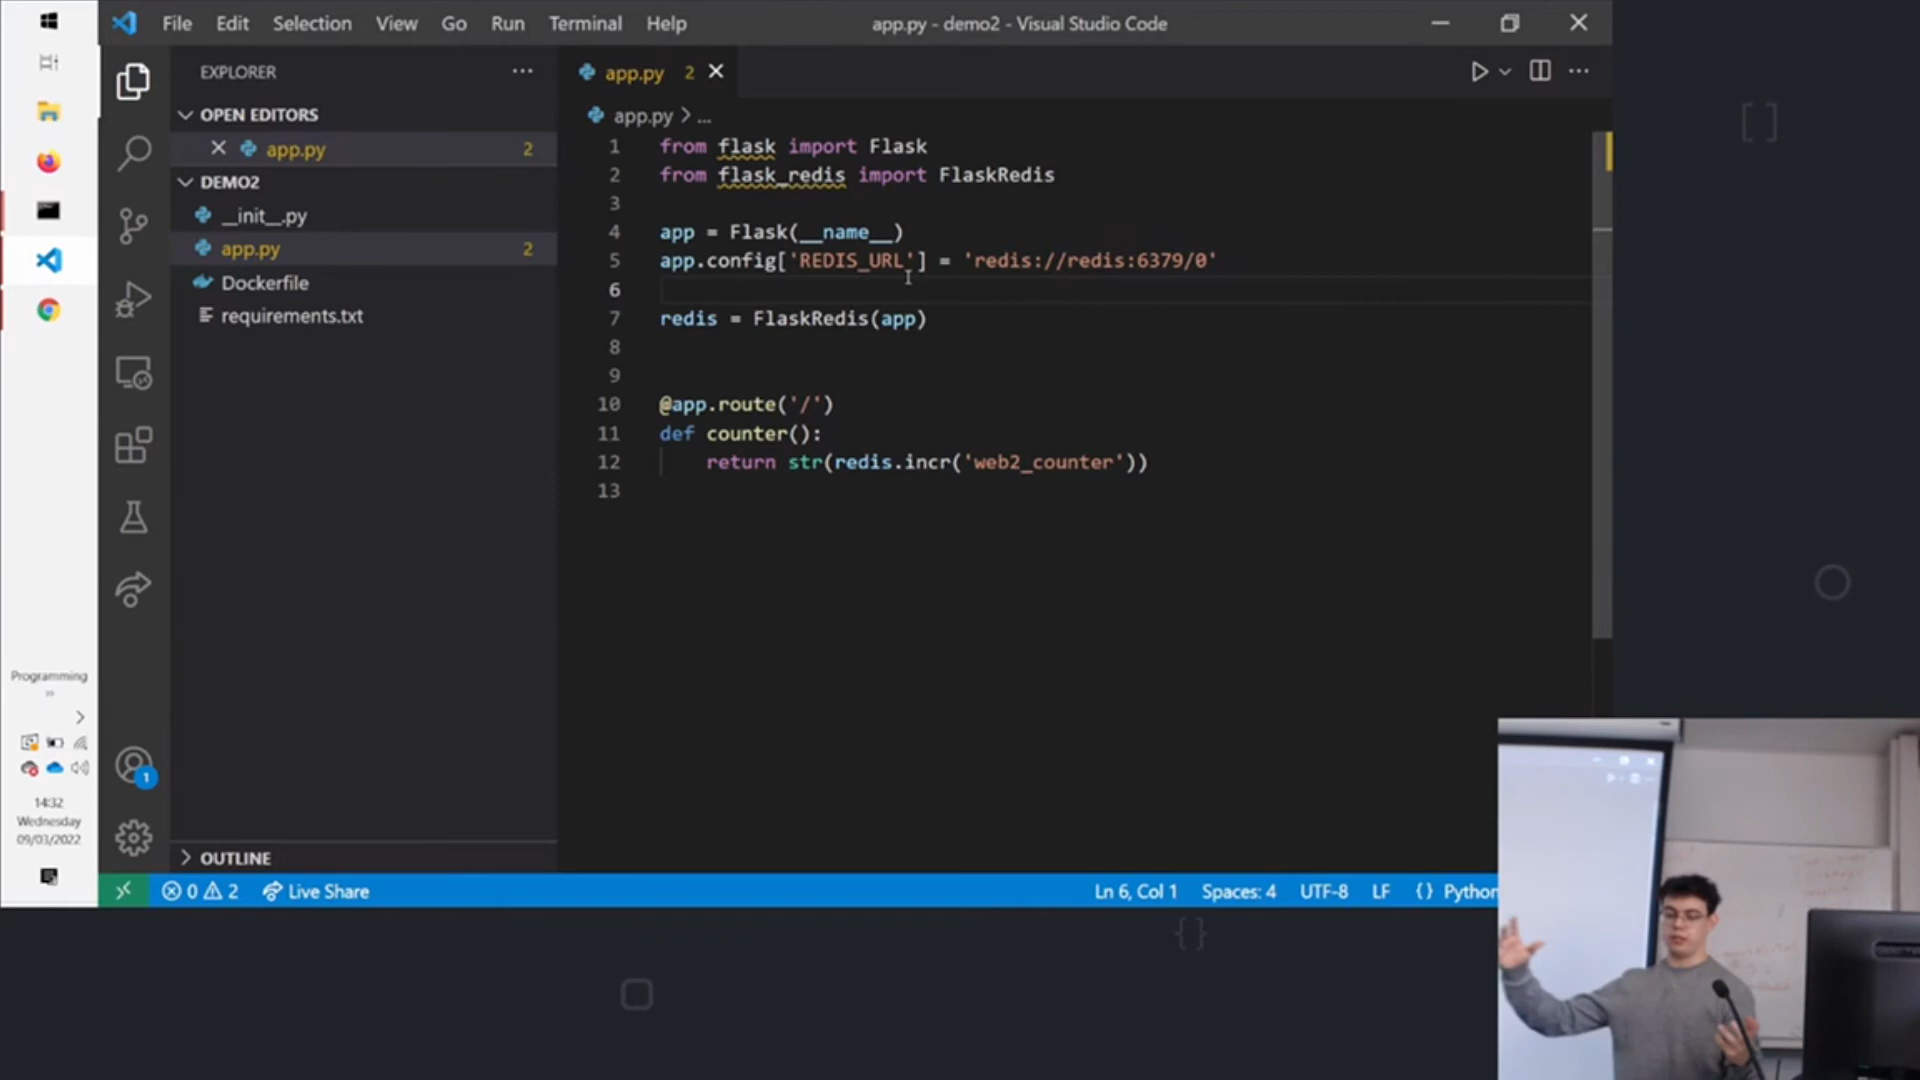 File Edit Selection View Go Run Terminal Help
app.py - demo2 - Visual Studio Code
EXPLORER
OPEN EDITORS
app.py 2
DEMO2
__init__.py
app.py 2
Dockerfile
requirements.txt
OUTLINE
app.py 2
app.py > ...
1 from flask import Flask
2 from flask_redis import FlaskRedis
3
4 app = Flask(__name__)
5 app.config['REDIS_URL'] = 'redis://redis:6379/0'
6
7 redis = FlaskRedis(app)
8
9
10 @app.route('/')
11 def counter():
12 return str(redis.incr('web2_counter'))
13
Programming
1
14:32
Wednesday
09/03/2022
0 2 Live Share
Ln 6, Col 1 Spaces: 4 UTF-8 LF {} Python